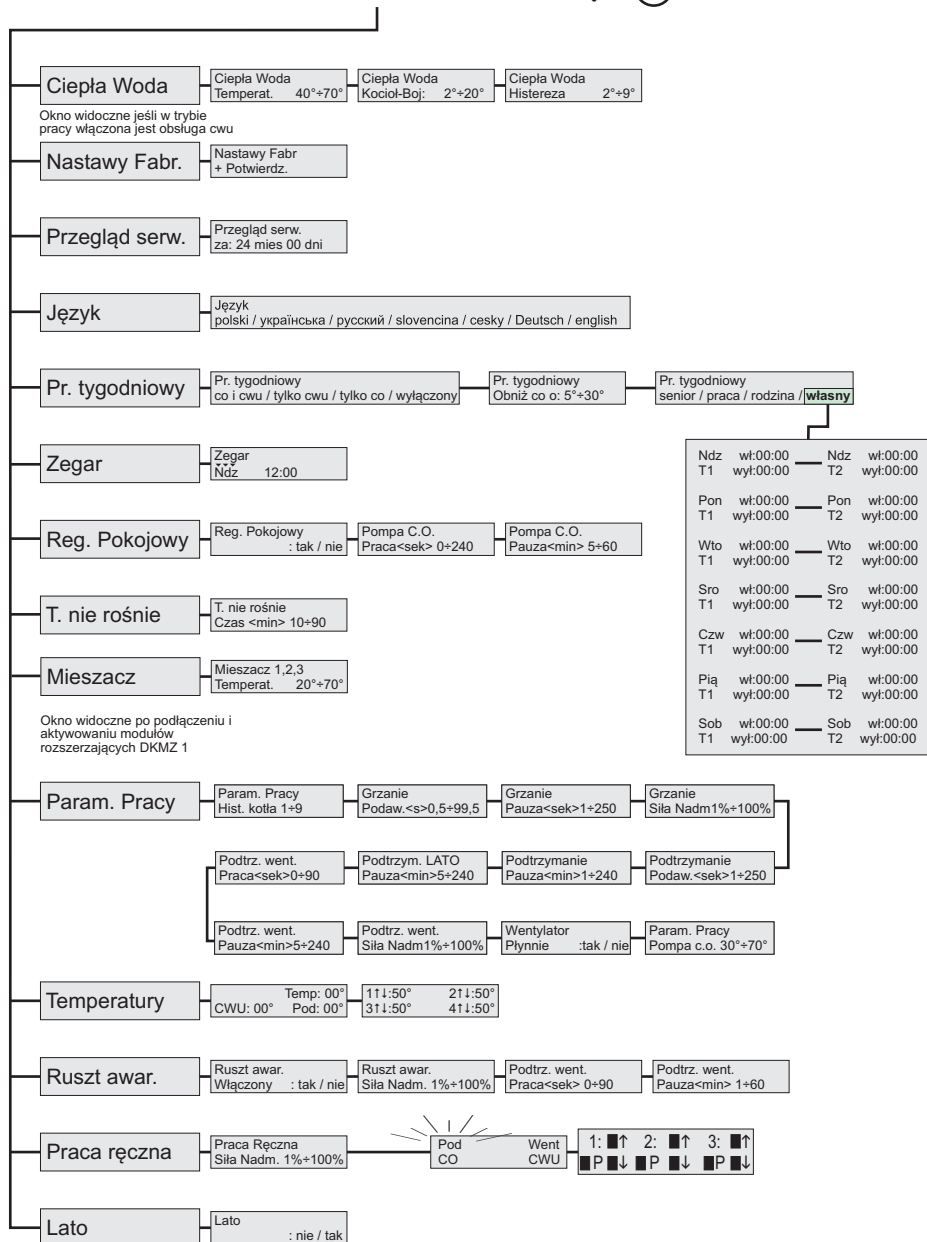 Ciepła Woda
Ciepła Woda
Temperat. 40°÷70°
Ciepła Woda
Kocioł-Boj: 2°÷20°
Ciepła Woda
Histereza 2°÷9°
Okno widoczne jeśli w trybie
pracy włączona jest obsługa cwu
Nastawy Fabr.
Nastawy Fabr
+ Potwierdz.
Przegląd serw.
Przegląd serw.
za: 24 mies 00 dni
Język
Język
polski / українська / русский / slovencina / cesky / Deutsch / english
Pr. tygodniowy
Pr. tygodniowy
co i cwu / tylko cwu / tylko co / wyłączony
Pr. tygodniowy
Obniż co o: 5°÷30°
Pr. tygodniowy
senior / praca / rodzina / własny
Ndz wł:00:00 Ndz wł:00:00
T1 wył:00:00 T2 wył:00:00
Pon wł:00:00 Pon wł:00:00
T1 wył:00:00 T2 wył:00:00
Wto wł:00:00 Wto wł:00:00
T1 wył:00:00 T2 wył:00:00
Sro wł:00:00 Sro wł:00:00
T1 wył:00:00 T2 wył:00:00
Czw wł:00:00 Czw wł:00:00
T1 wył:00:00 T2 wył:00:00
Pią wł:00:00 Pią wł:00:00
T1 wył:00:00 T2 wył:00:00
Sob wł:00:00 Sob wł:00:00
T1 wył:00:00 T2 wył:00:00
Zegar
Zegar
Ndz 12:00
Reg. Pokojowy
Reg. Pokojowy
: tak / nie
Pompa C.O.
Praca<sek> 0÷240
Pompa C.O.
Pauza<min> 5÷60
T. nie rośnie
T. nie rośnie
Czas <min> 10÷90
Mieszacz
Mieszacz 1,2,3
Temperat. 20°÷70°
Okno widoczne po podłączeniu i
aktywowaniu modułów
rozszerzających DKMZ 1
Param. Pracy
Param. Pracy
Hist. kotła 1÷9
Grzanie
Podaw.<s>0,5÷99,5
Grzanie
Pauza<sek>1÷250
Grzanie
Siła Nadm1%÷100%
Podtrz. went.
Praca<sek>0÷90
Podtrzym. LATO
Pauza<min>5÷240
Podtrzymanie
Pauza<min>1÷240
Podtrzymanie
Podaw.<sek>1÷250
Podtrz. went.
Pauza<min>5÷240
Podtrz. went.
Siła Nadm1%÷100%
Wentylator
Płynnie :tak / nie
Param. Pracy
Pompa c.o. 30°÷70°
Temperatury
Temp: 00°
CWU: 00° Pod: 00°
1↑↓:50° 2↑↓:50°
3↑↓:50° 4↑↓:50°
Ruszt awar.
Ruszt awar.
Włączony : tak / nie
Ruszt awar.
Siła Nadm. 1%÷100%
Podtrz. went.
Praca<sek> 0÷90
Podtrz. went.
Pauza<min> 1÷60
Praca ręczna
Praca Ręczna
Siła Nadm. 1%÷100%
Pod Went
CO CWU
1: ■↑ 2: ■↑ 3: ■↑
■P ■↓ ■P ■↓ ■P ■↓
Lato
Lato
: nie / tak